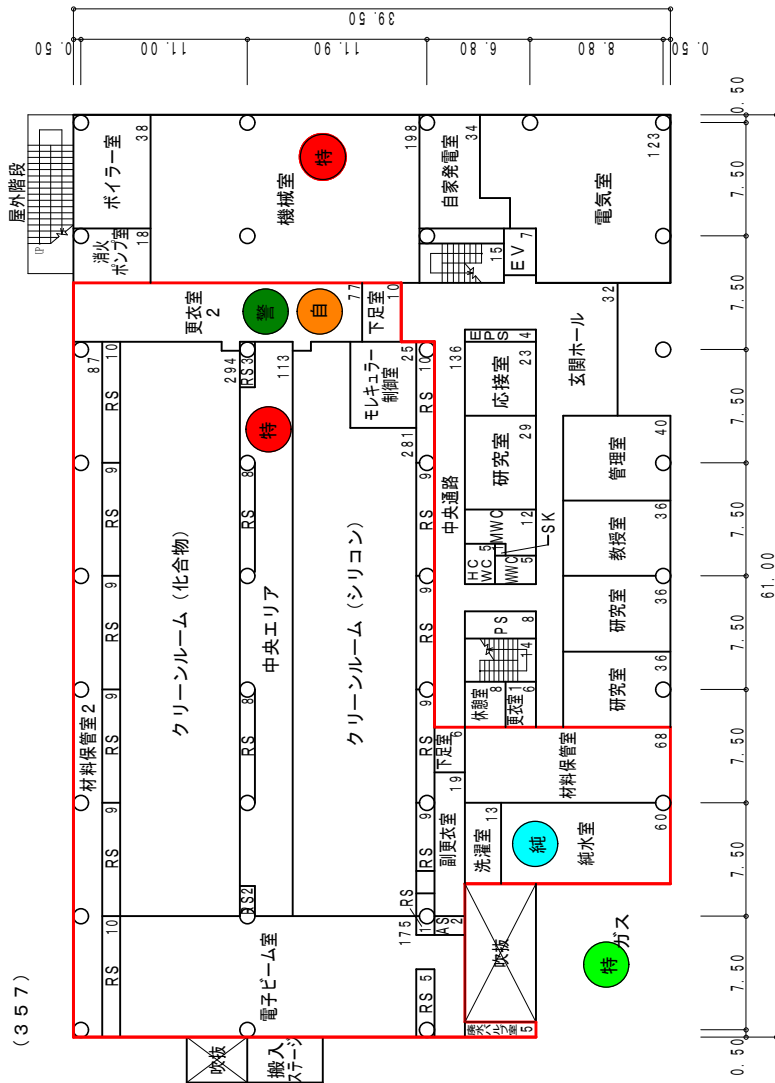 (357)
屋外階段
UP
ボイラー室
38
消火
ポンプ室
18
機械室
198
特
自家発電室
34
電気室
123
15
EV
7
更衣室
2
77
警
自
下足室
10
87
RS
10
RS
9
RS
9
RS
9
RS
9
RS
10
材料保管室2
クリーンルーム(化合物)
294
RS3
113
特
RS
8
RS
8
RS2
中央エリア
モレキュラー
制御室
25
クリーンルーム(シリコン)
281
RS
10
RS
9
RS
9
RS
9
RS
9
RS
1
175
電子ビーム室
RS
5
AS
2
吹抜
搬入
ステージ
中央通路
136
EPS
4
応接室
23
研究室
29
MWC
12
HC
WC
5
1
SK
WWC
5
PS
8
14
休憩室
8
更衣室1
6
玄関ホール
32
管理室
40
教授室
36
研究室
36
研究室
36
下足室
6
副更衣室
19
洗濯室
13
材料保管室
68
純水室
60
純
吹抜
廃水
バルブ室
5
特
ガス
39.50
0.50
11.00
11.90
6.80
8.80
0.50
0.50
7.50
7.50
7.50
7.50
7.50
7.50
7.50
7.50
0.50
61.00